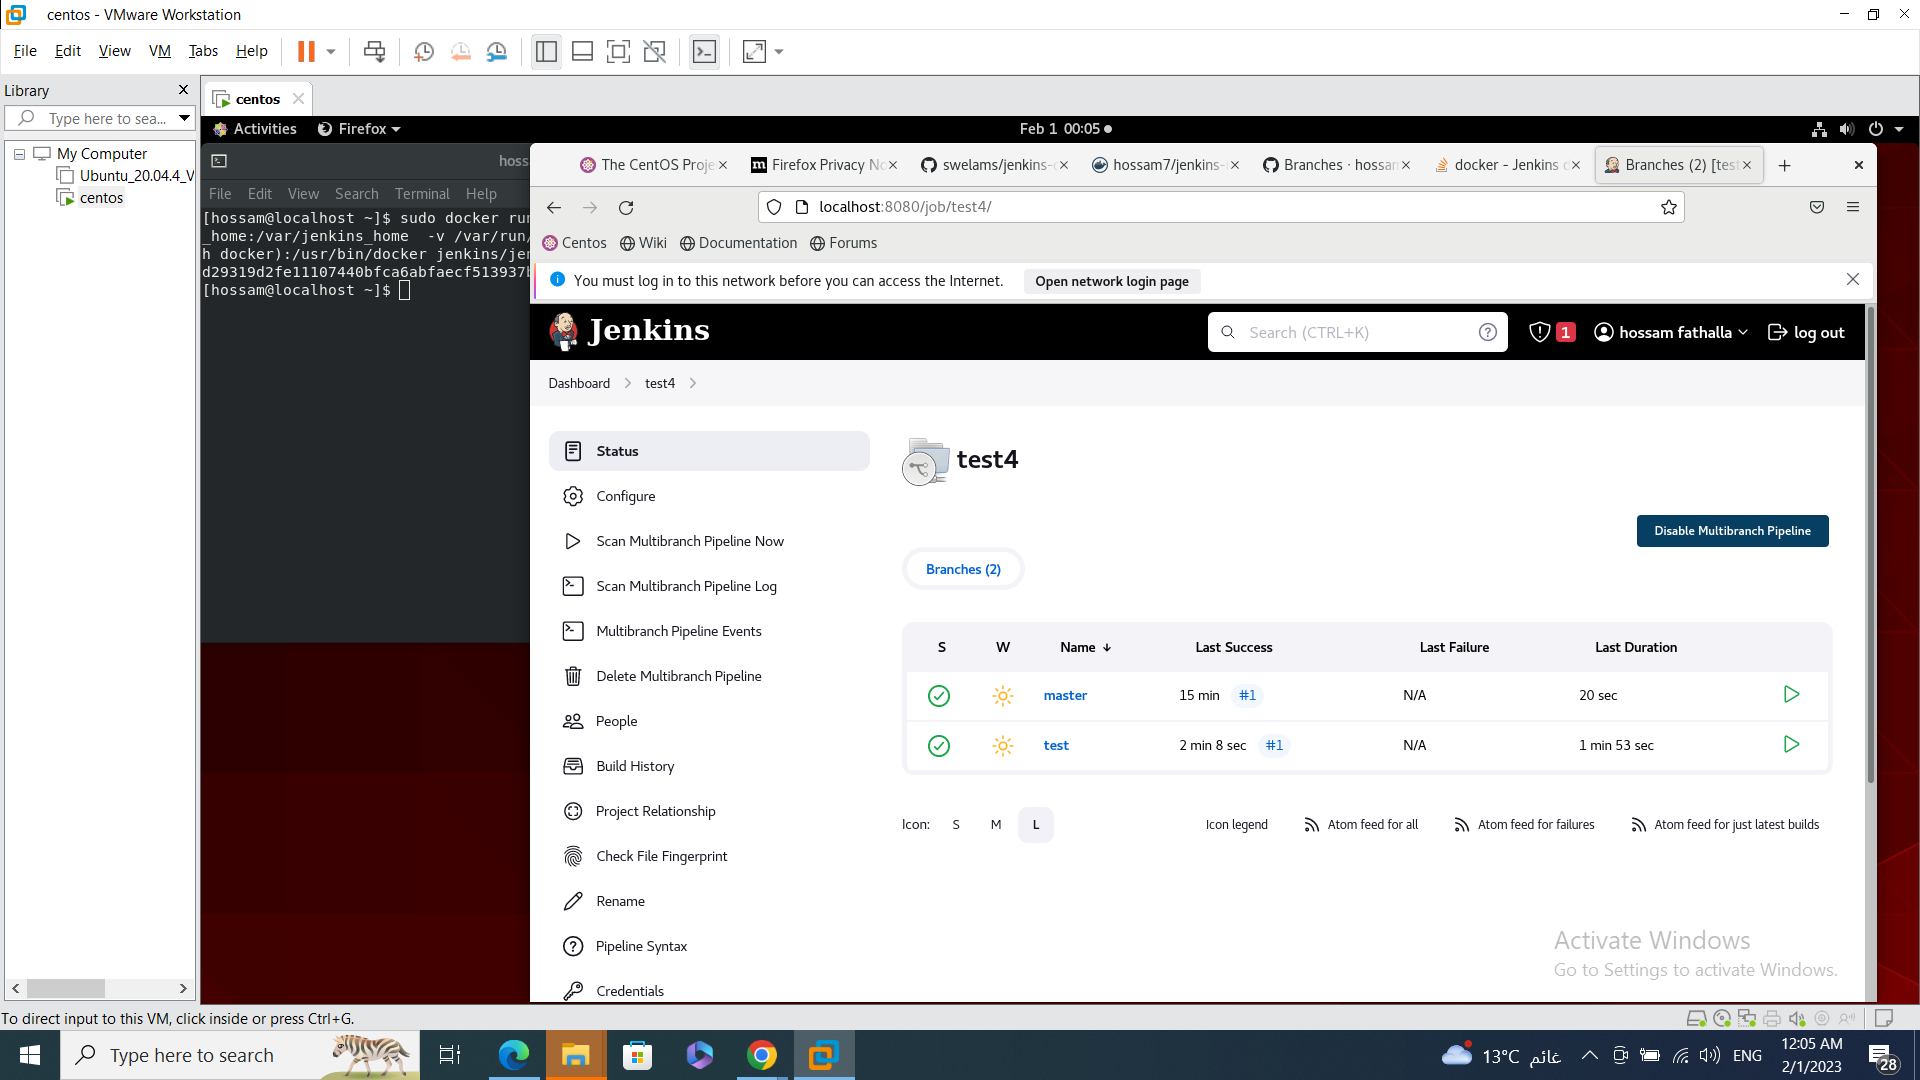 centos - VMware Workstation
File Edit View VM Tabs Help
Library
Type here to sea...
My Computer
Ubuntu_20.04.4_V
centos
centos
Activities Firefox Feb 1 00:05
hoss
File Edit View Search Terminal Help
[hossam@localhost ~]$ sudo docker run
_home:/var/jenkins_home -v /var/run/
h docker):/usr/bin/docker jenkins/jen
d29319d2fe11107440bfca6abfaecf513937b
[hossam@localhost ~]$
The CentOS Proje Firefox Privacy No swelams/jenkins- hossam7/jenkins- Branches · hossam docker - Jenkins Branches (2) [test
localhost:8080/job/test4/
Centos Wiki Documentation Forums
You must log in to this network before you can access the Internet. Open network login page
Jenkins
Search (CTRL+K)
1
hossam fathalla
log out
Dashboard test4
Status
Configure
Scan Multibranch Pipeline Now
Scan Multibranch Pipeline Log
Multibranch Pipeline Events
Delete Multibranch Pipeline
People
Build History
Project Relationship
Check File Fingerprint
Rename
Pipeline Syntax
Credentials
test4
Disable Multibranch Pipeline
Branches (2)
S W Name ↓ Last Success Last Failure Last Duration
master 15 min #1 N/A 20 sec
test 2 min 8 sec #1 N/A 1 min 53 sec
Icon: S M L Icon legend Atom feed for all Atom feed for failures Atom feed for just latest builds
Activate Windows
Go to Settings to activate Windows.
To direct input to this VM, click inside or press Ctrl+G.
Type here to search
13°C غائم
ENG
12:05 AM
2/1/2023
28